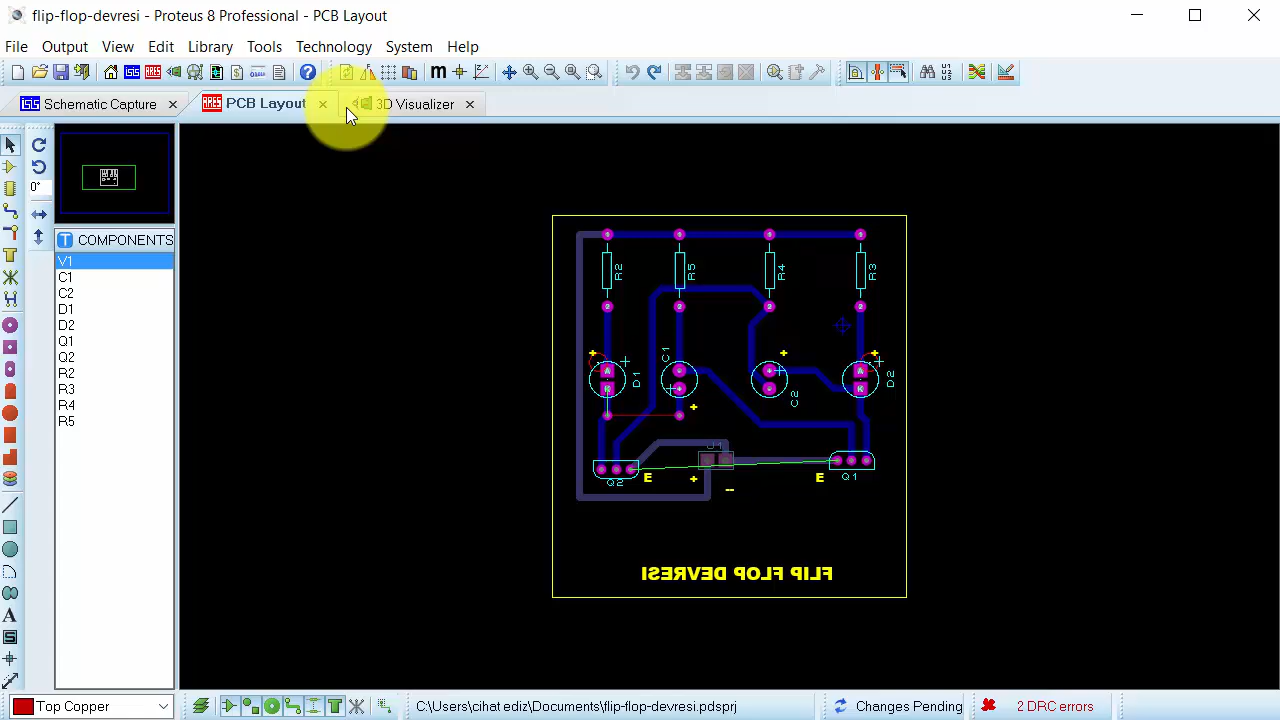 flip-flop-devresi - Proteus 8 Professional - PCB Layout
File Output View Edit Library Tools Technology System Help
Schematic Capture PCB Layout 3D Visualizer
0°
COMPONENTS
V1
C1
C2
D1
D2
Q1
Q2
R2
R3
R4
R5
R2 R5 R4 R3
D1 C1 C2 D2
Q2 E + -- E Q1
FLIP FLOP DEVRESI
Top Copper
C:\Users\cihat ediz\Documents\flip-flop-devresi.pdsprj
Changes Pending
2 DRC errors